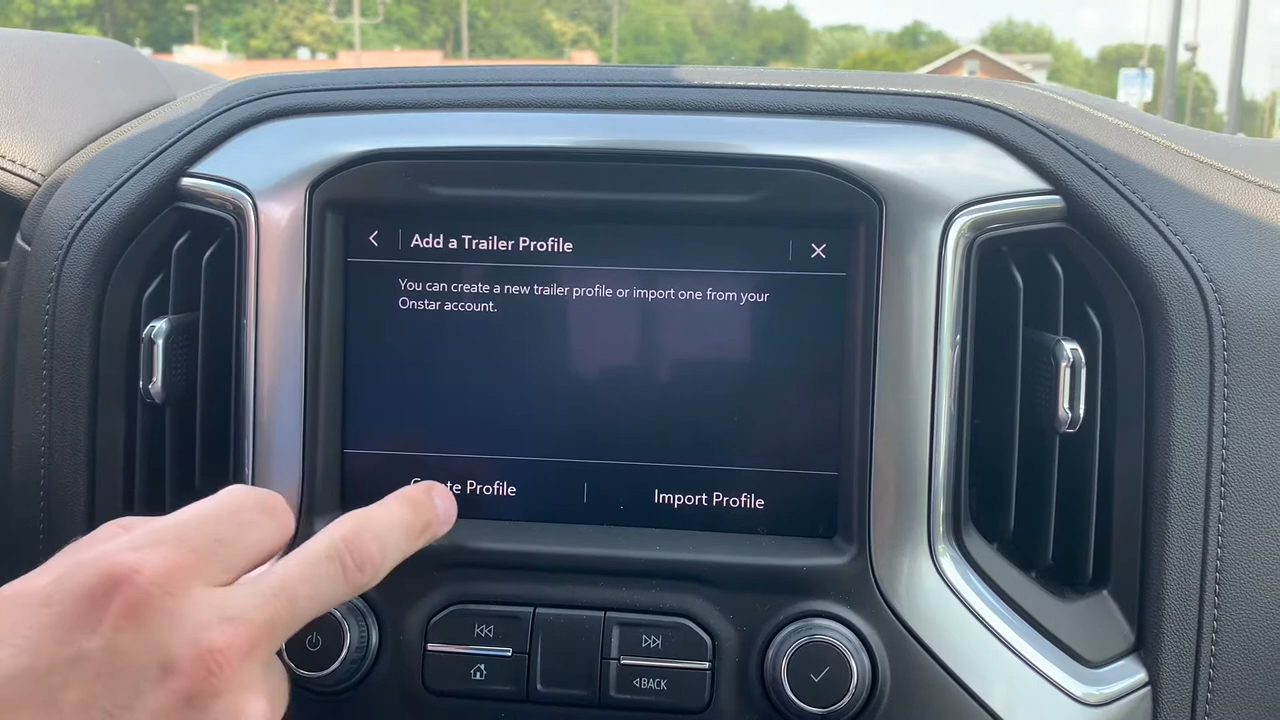 Add a Trailer Profile
You can create a new trailer profile or import one from your
Onstar account.
Create Profile
Import Profile
BACK